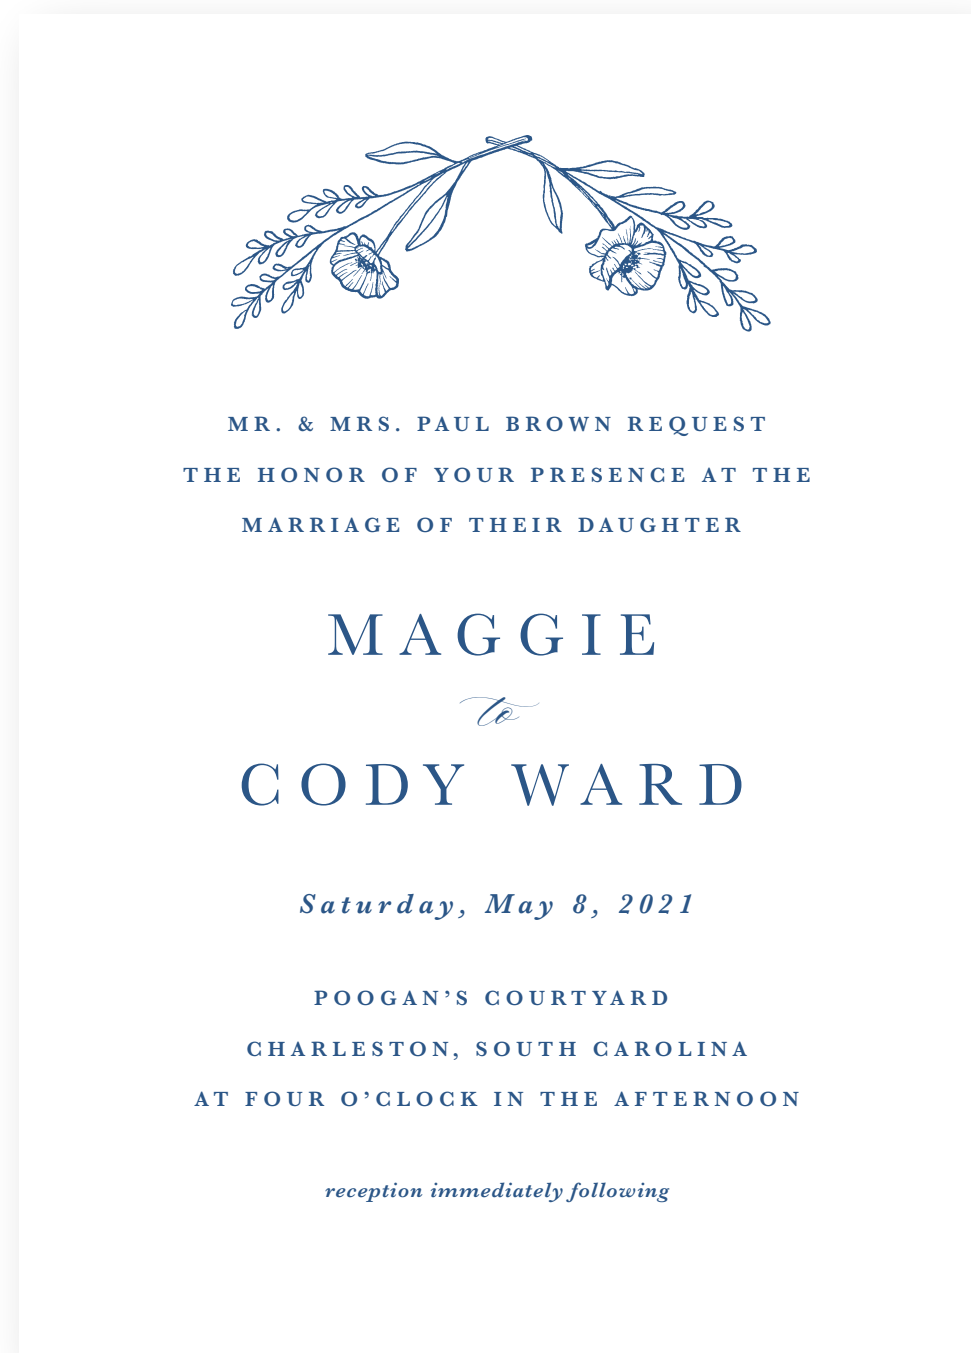 MR. & MRS. PAUL BROWN REQUEST
THE HONOR OF YOUR PRESENCE AT THE
MARRIAGE OF THEIR DAUGHTER
MAGGIE
to
CODY WARD
Saturday, May 8, 2021
POOGAN’S COURTYARD
CHARLESTON, SOUTH CAROLINA
AT FOUR O’CLOCK IN THE AFTERNOON
reception immediately following